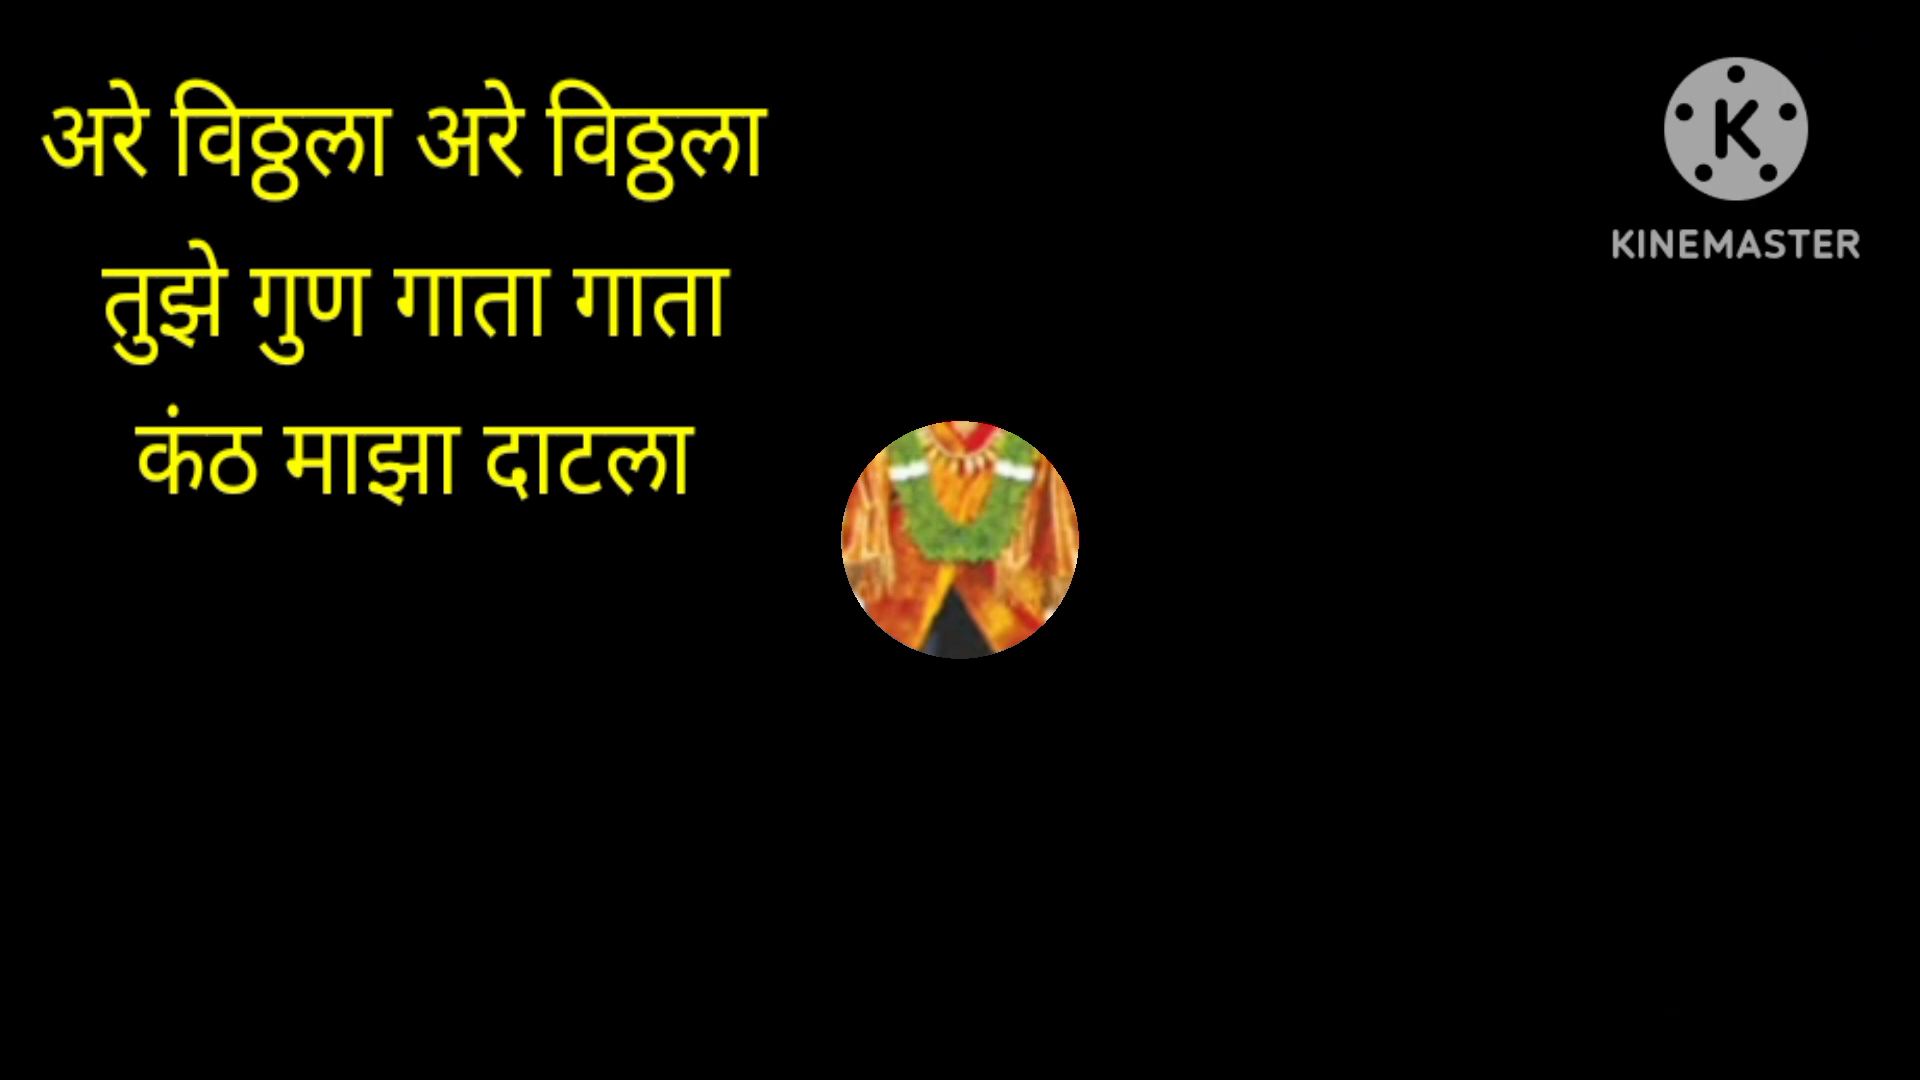 अरे विठ्ठला अरे विठ्ठला
तुझे गुण गाता गाता
कंठ माझा दाटला
K
KINEMASTER